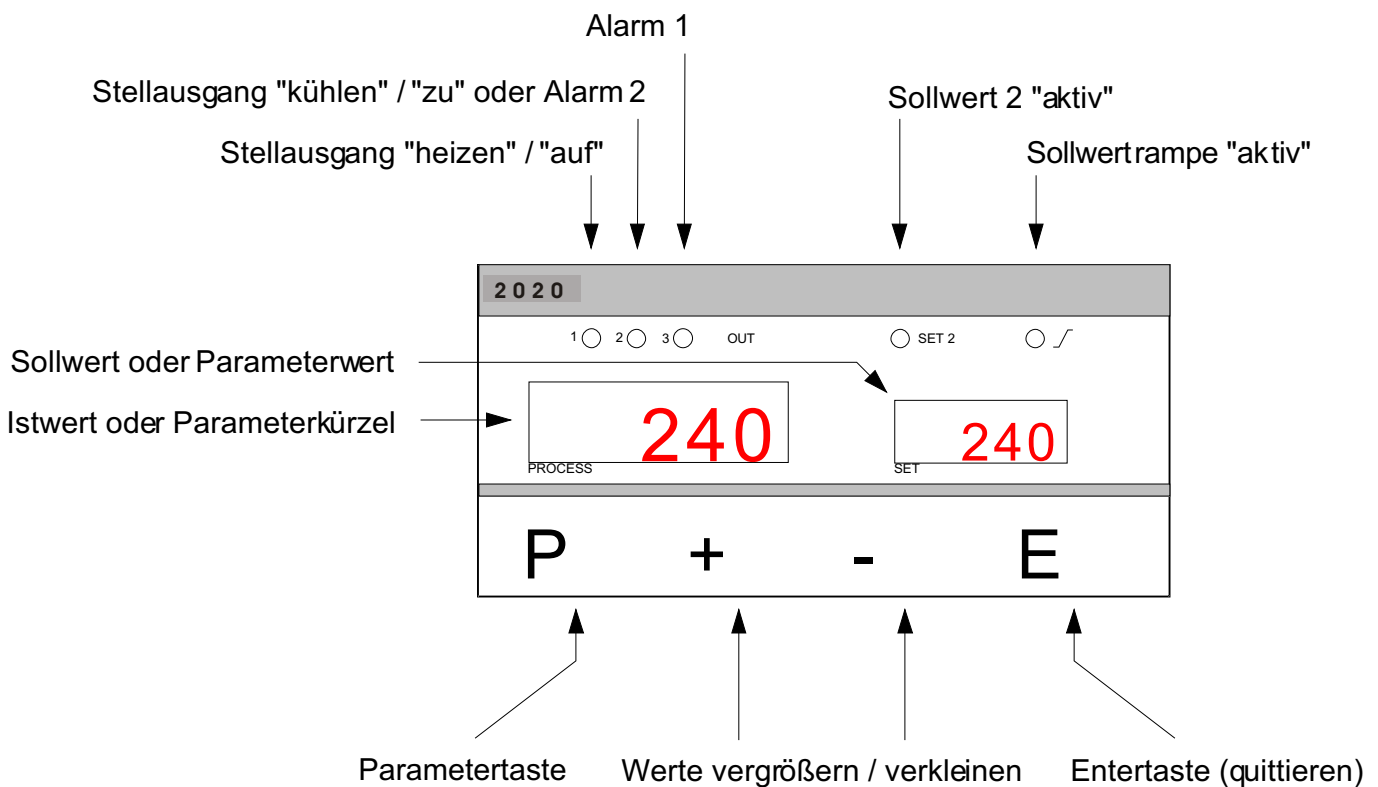 Alarm 1
Stellausgang "kühlen" / "zu" oder Alarm 2
Sollwert 2 "aktiv"
Stellausgang "heizen" / "auf"
Sollwertrampe "aktiv"
2020
1 2 3 OUT SET 2
Sollwert oder Parameterwert
Istwert oder Parameterkürzel
240 240
PROCESS SET
P + - E
Parametertaste Werte vergrößern / verkleinen Entertaste (quittieren)